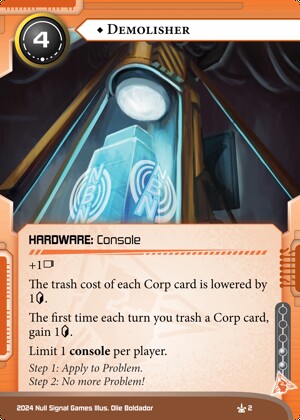 4
♦ DEMOLISHER
NBN
NBN
HARDWARE: Console
+1
The trash cost of each Corp card is lowered by
1.
The first time each turn you trash a Corp card,
gain 1.
Limit 1 console per player.
Step 1: Apply to Problem.
Step 2: No more Problem!
2024 Null Signal Games Illus. Olie Boldador
2